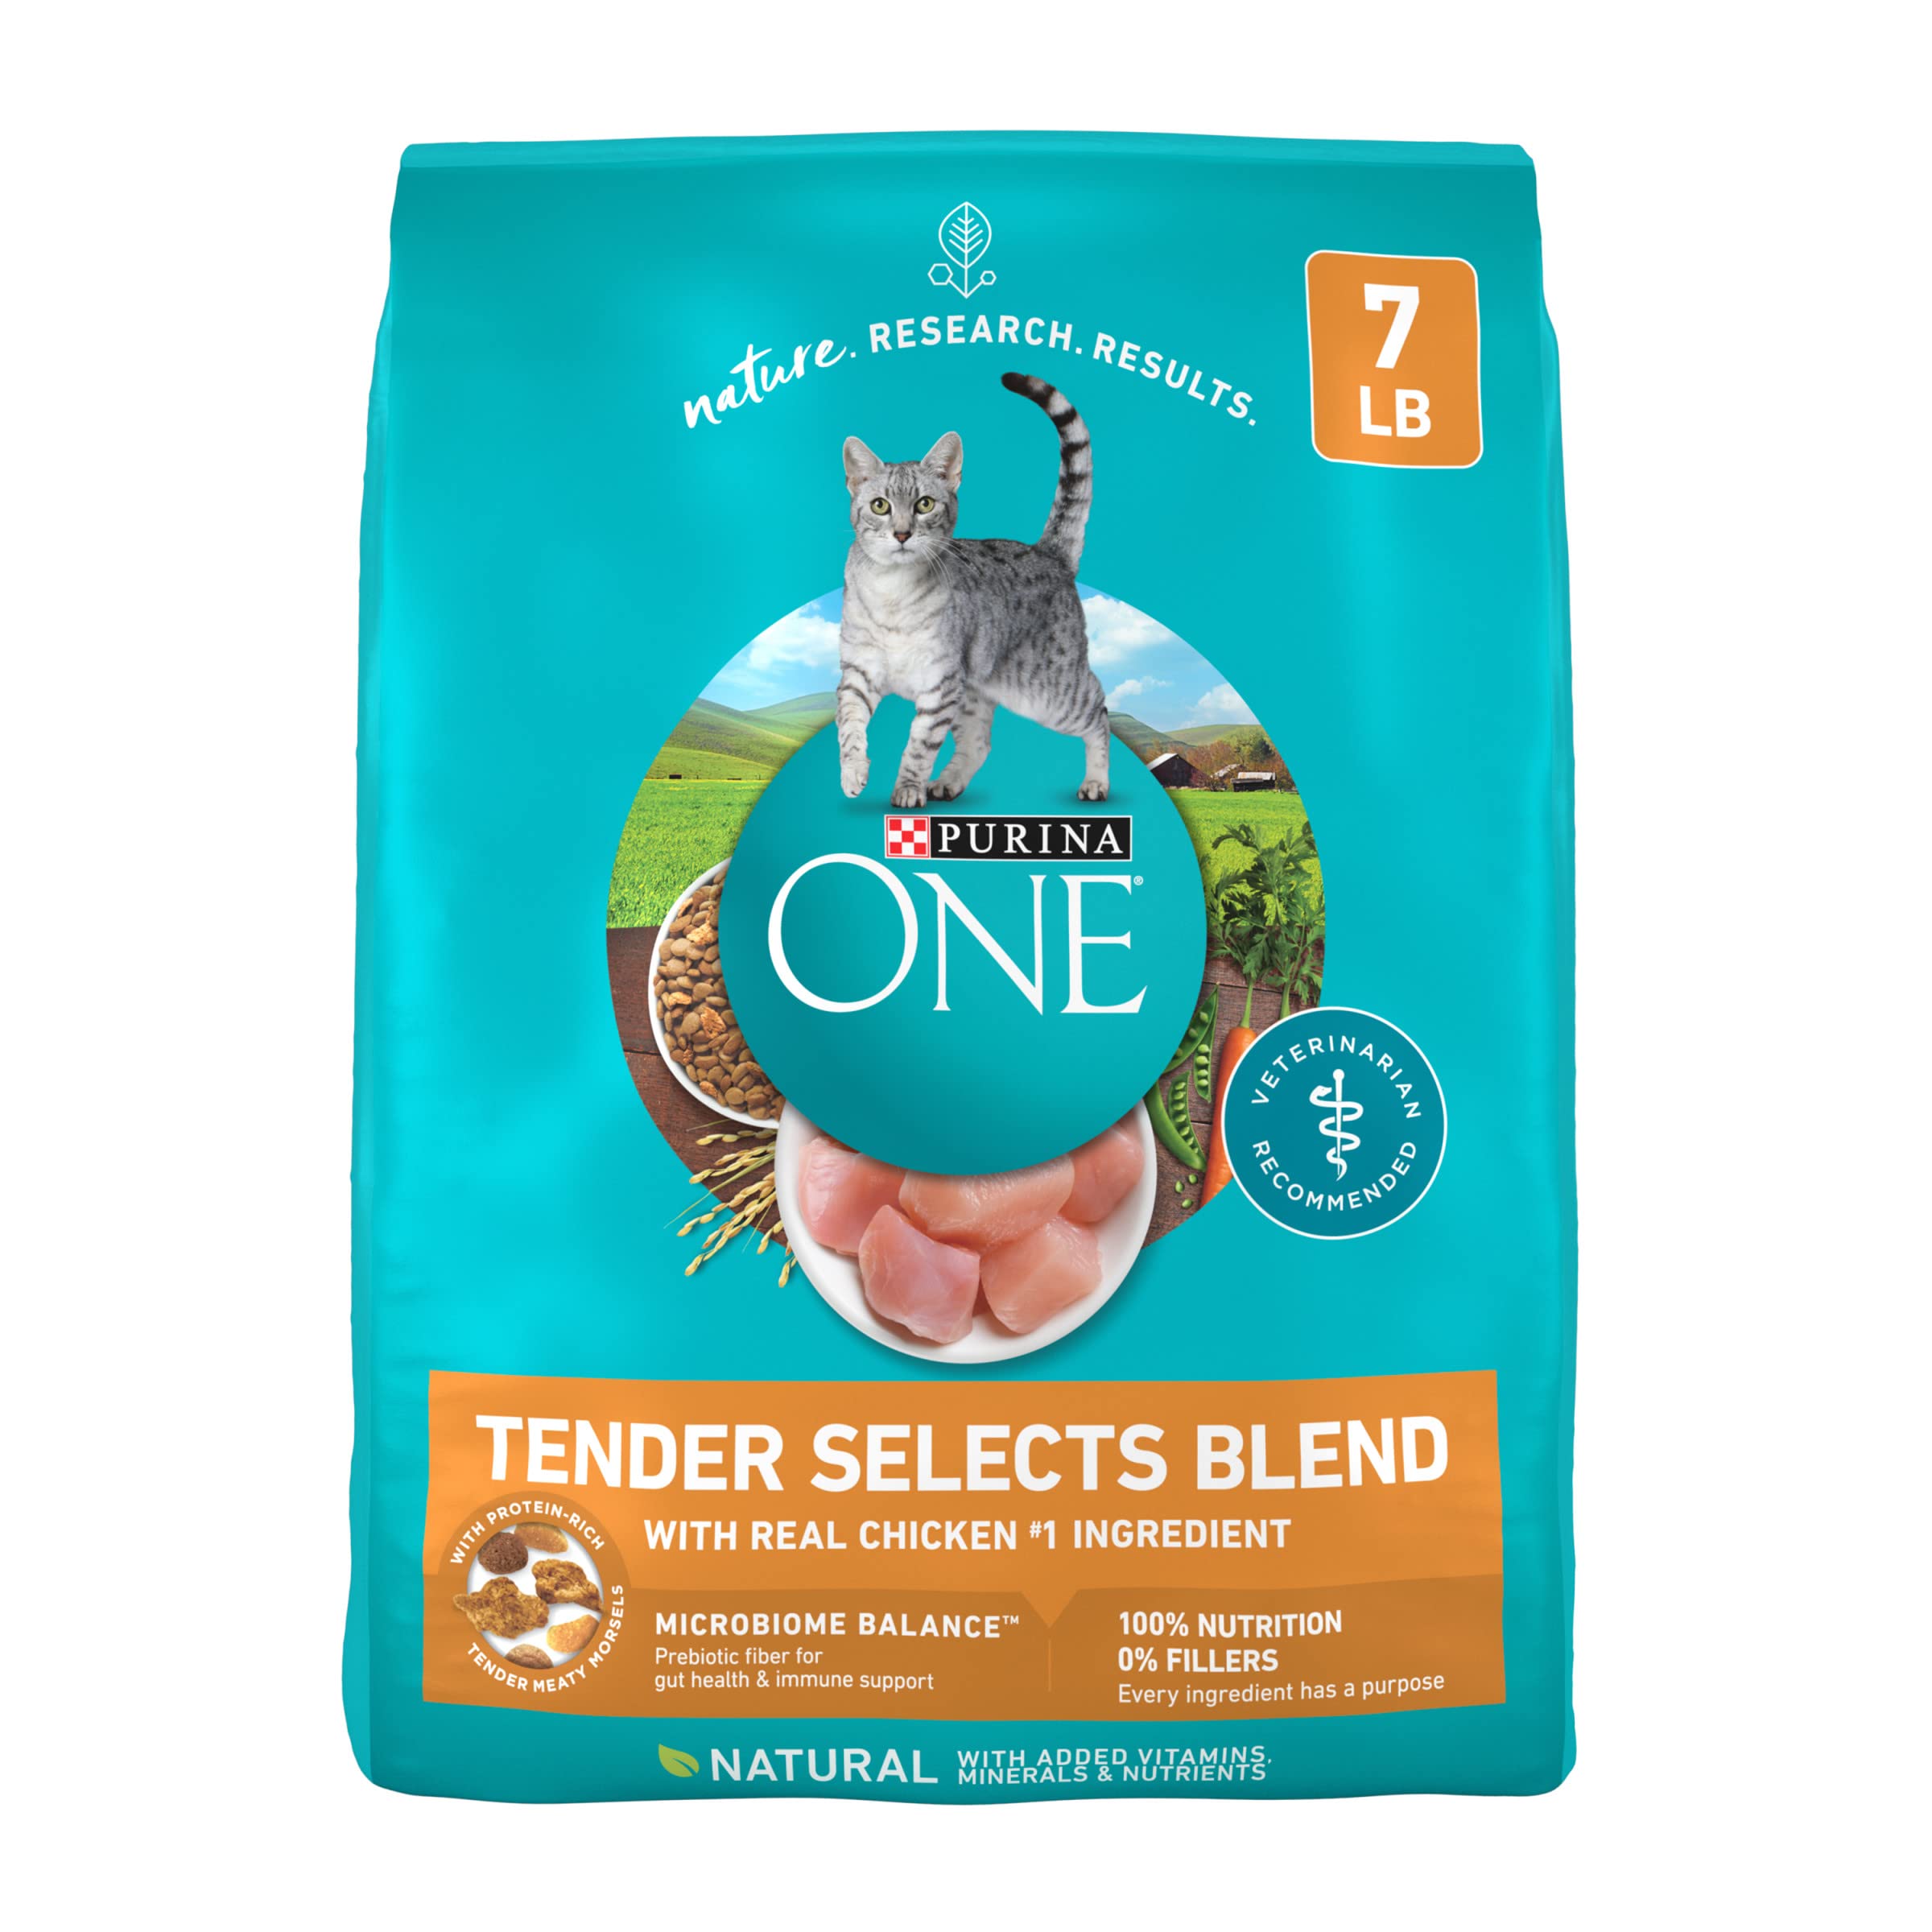 nature. RESEARCH. RESULTS.
7
LB
PURINA
ONE®
VETERINARIAN
RECOMMENDED
TENDER SELECTS BLEND
WITH REAL CHICKEN #1 INGREDIENT
WITH PROTEIN-RICH
TENDER MEATY MORSELS
MICROBIOME BALANCE™
Prebiotic fiber for
gut health & immune support
100% NUTRITION
0% FILLERS
Every ingredient has a purpose
NATURAL
WITH ADDED VITAMINS,
MINERALS & NUTRIENTS